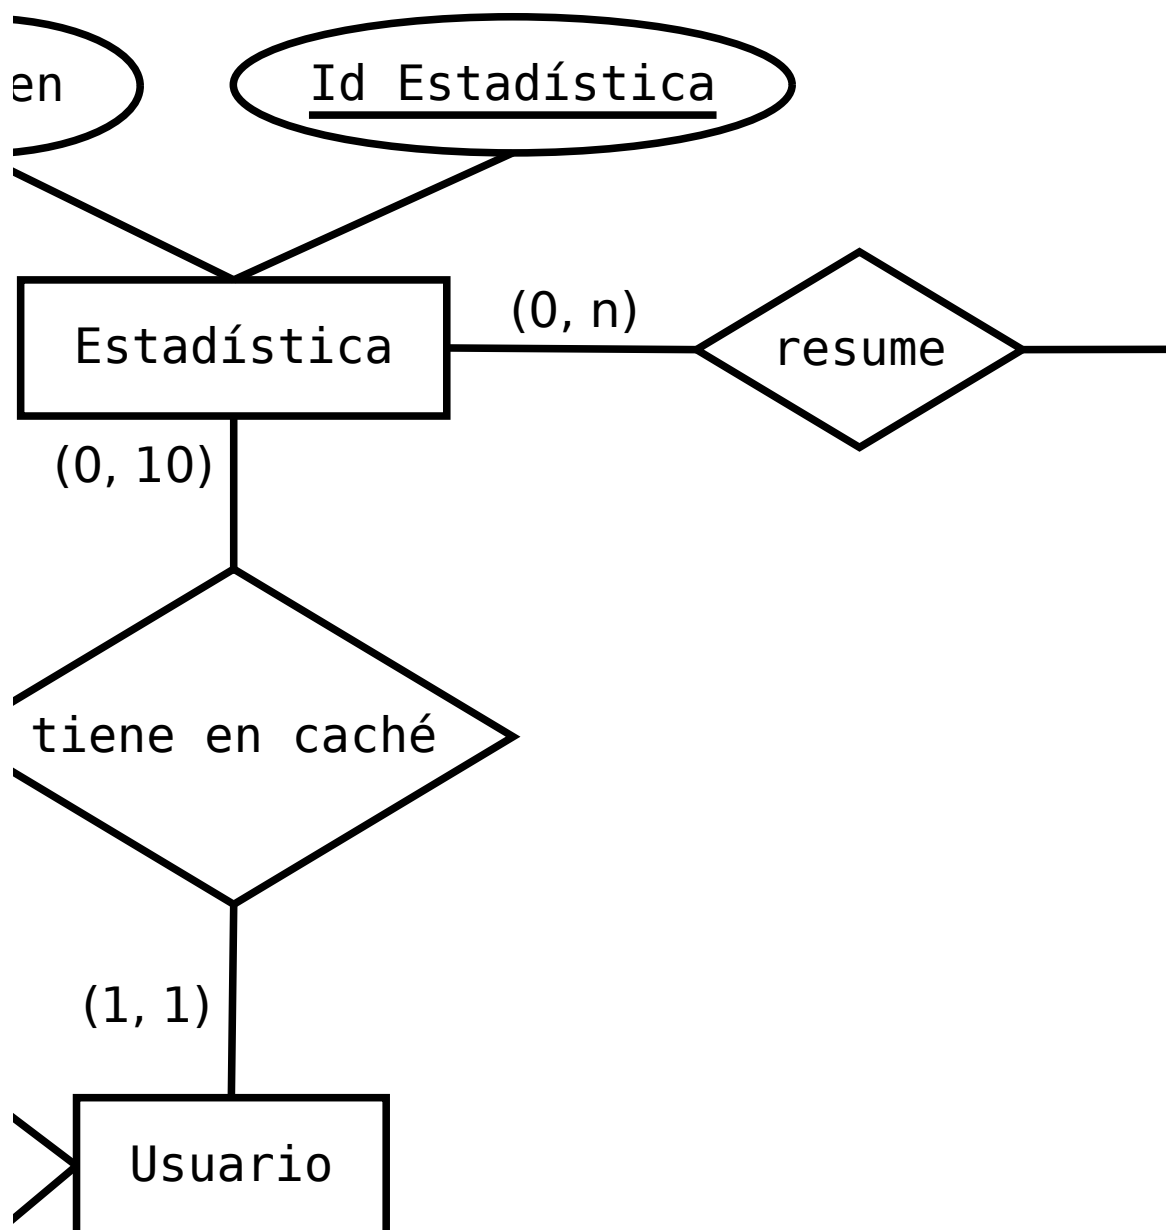 en
Id Estadística
(0, n)
Estadística
resume
(0, 10)
tiene en caché
(1, 1)
Usuario